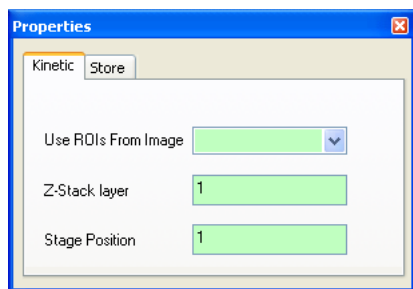 Properties
Kinetic Store
Use ROIs From Image
Z-Stack layer 1
Stage Position 1